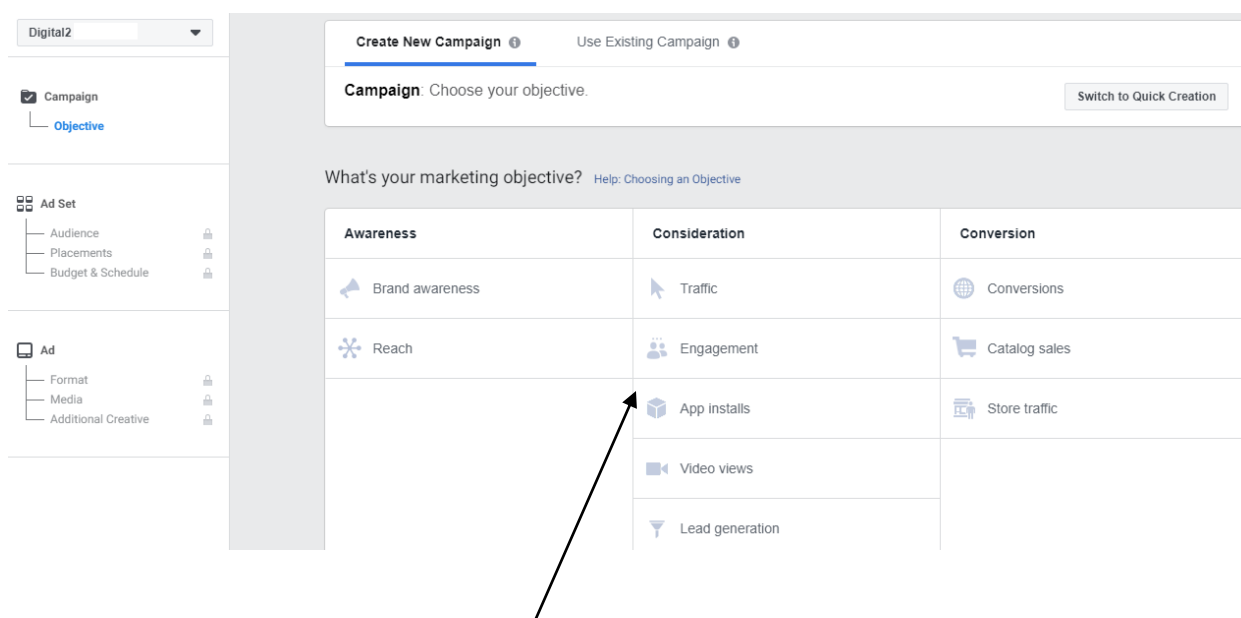 Digital2
Campaign
Objective
Ad Set
Audience
Placements
Budget & Schedule
Ad
Format
Media
Additional Creative
Create New Campaign Use Existing Campaign
Campaign: Choose your objective.
Switch to Quick Creation
What's your marketing objective? Help: Choosing an Objective
Awareness Consideration Conversion
Brand awareness Traffic Conversions
Reach Engagement Catalog sales
App installs Store traffic
Video views
Lead generation